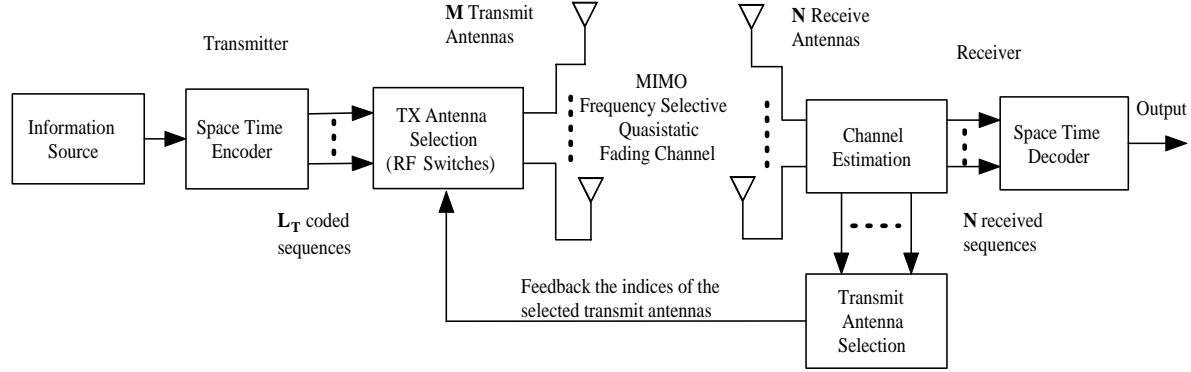 Transmitter
M Transmit
Antennas
N Receive
Antennas
Receiver
Information
Source
Space Time
Encoder
TX Antenna
Selection
(RF Switches)
MIMO
Frequency Selective
Quasistatic
Fading Channel
Channel
Estimation
Space Time
Decoder
Output
L_T coded
sequences
N received
sequences
Feedback the indices of the
selected transmit antennas
Transmit
Antenna
Selection